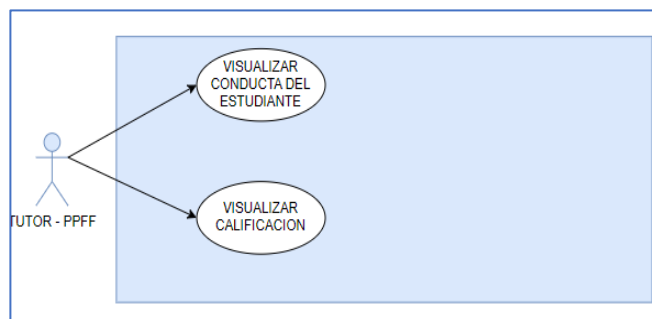 VISUALIZAR
CONDUCTA DEL
ESTUDIANTE
TUTOR - PPFF
VISUALIZAR
CALIFICACION